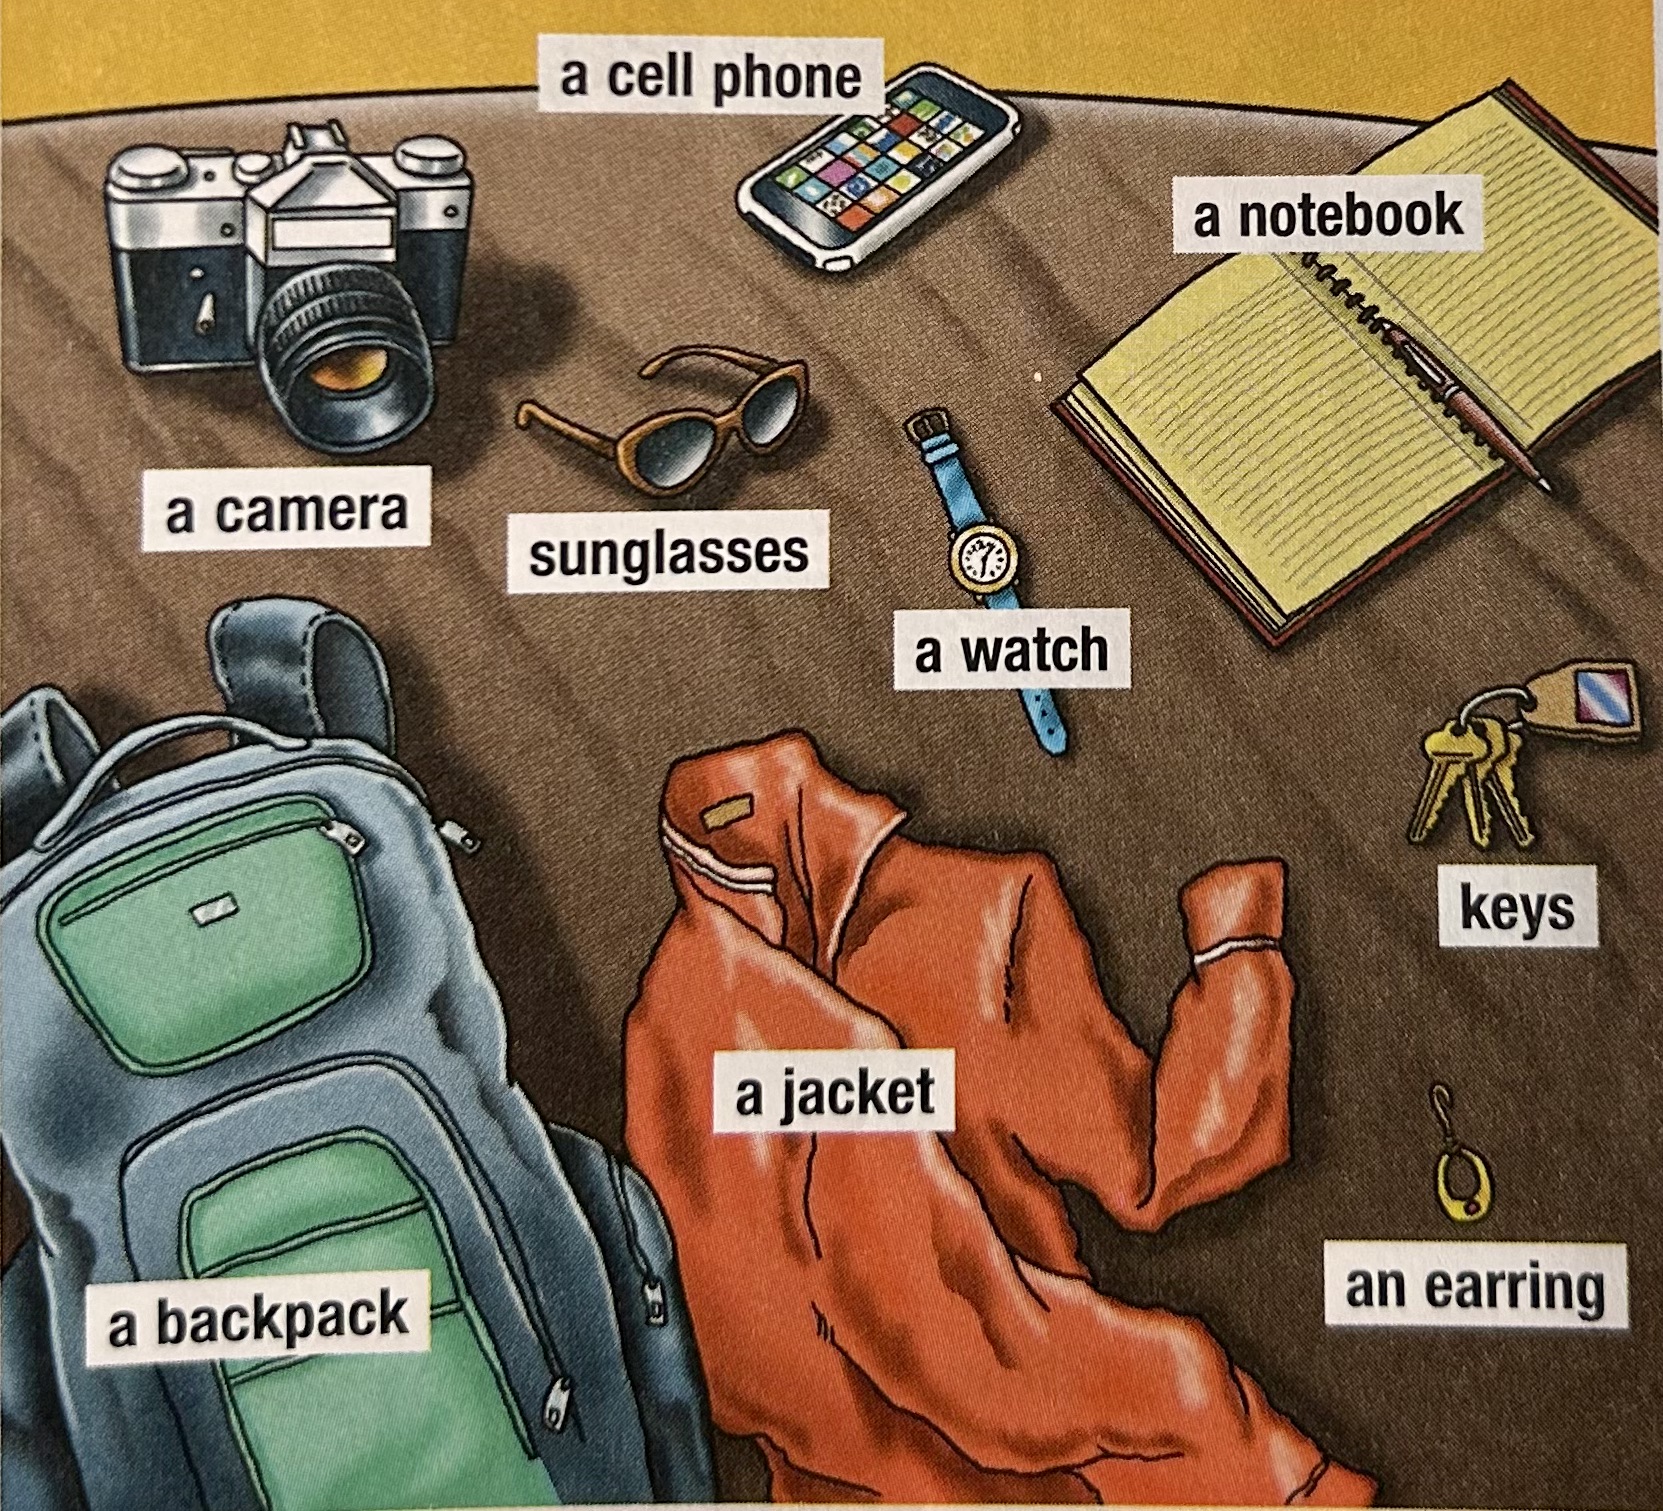 a cell phone
a notebook
a camera
sunglasses
a watch
keys
a jacket
an earring
a backpack